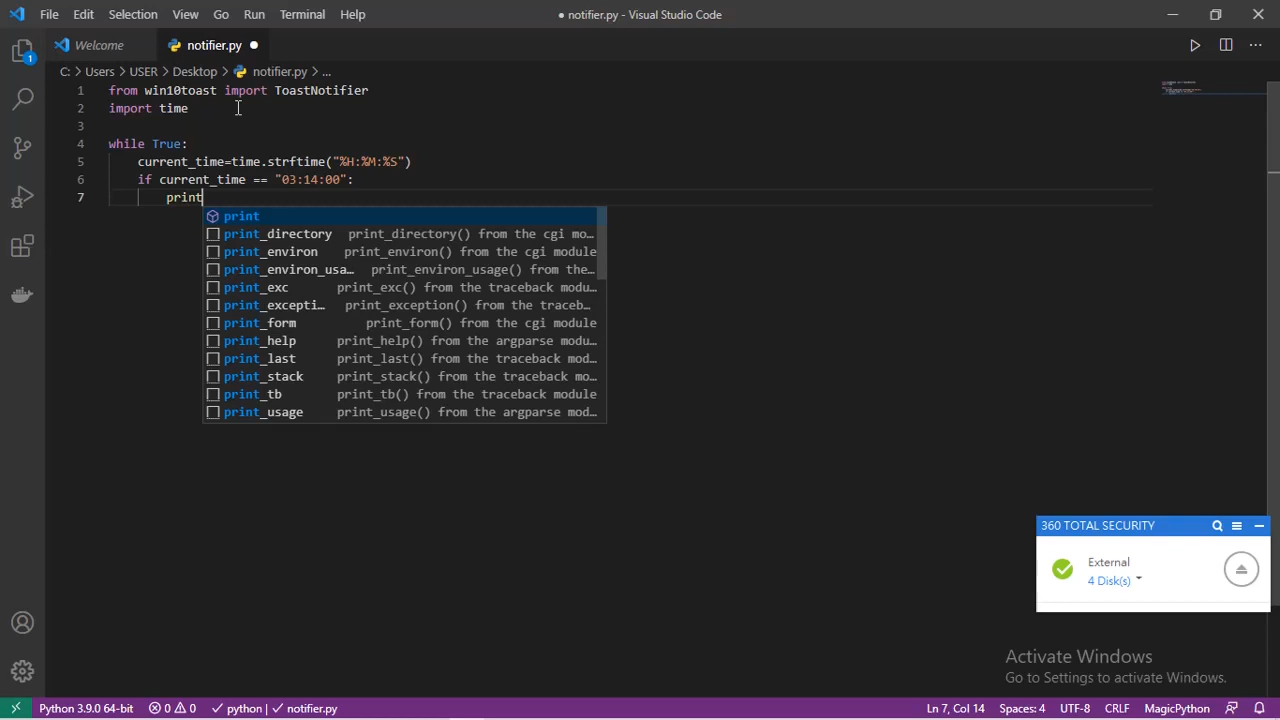 File Edit Selection View Go Run Terminal Help ● notifier.py - Visual Studio Code
Welcome notifier.py ●
C: > Users > USER > Desktop > notifier.py > ...
1 from win10toast import ToastNotifier
2 import time
3
4 while True:
5 current_time=time.strftime("%H:%M:%S")
6 if current_time == "03:14:00":
7 print
print
print_directory print_directory() from the cgi mo…
print_environ print_environ() from the cgi module
print_environ_usa… print_environ_usage() from the…
print_exc print_exc() from the traceback modu…
print_excepti… print_exception() from the traceb…
print_form print_form() from the cgi module
print_help print_help() from the argparse modu…
print_last print_last() from the traceback mod…
print_stack print_stack() from the traceback mo…
print_tb print_tb() from the traceback module
print_usage print_usage() from the argparse mod…
1
360 TOTAL SECURITY
External
4 Disk(s)
Activate Windows
Go to Settings to activate Windows.
Python 3.9.0 64-bit 0 0 python | notifier.py Ln 7, Col 14 Spaces: 4 UTF-8 CRLF MagicPython